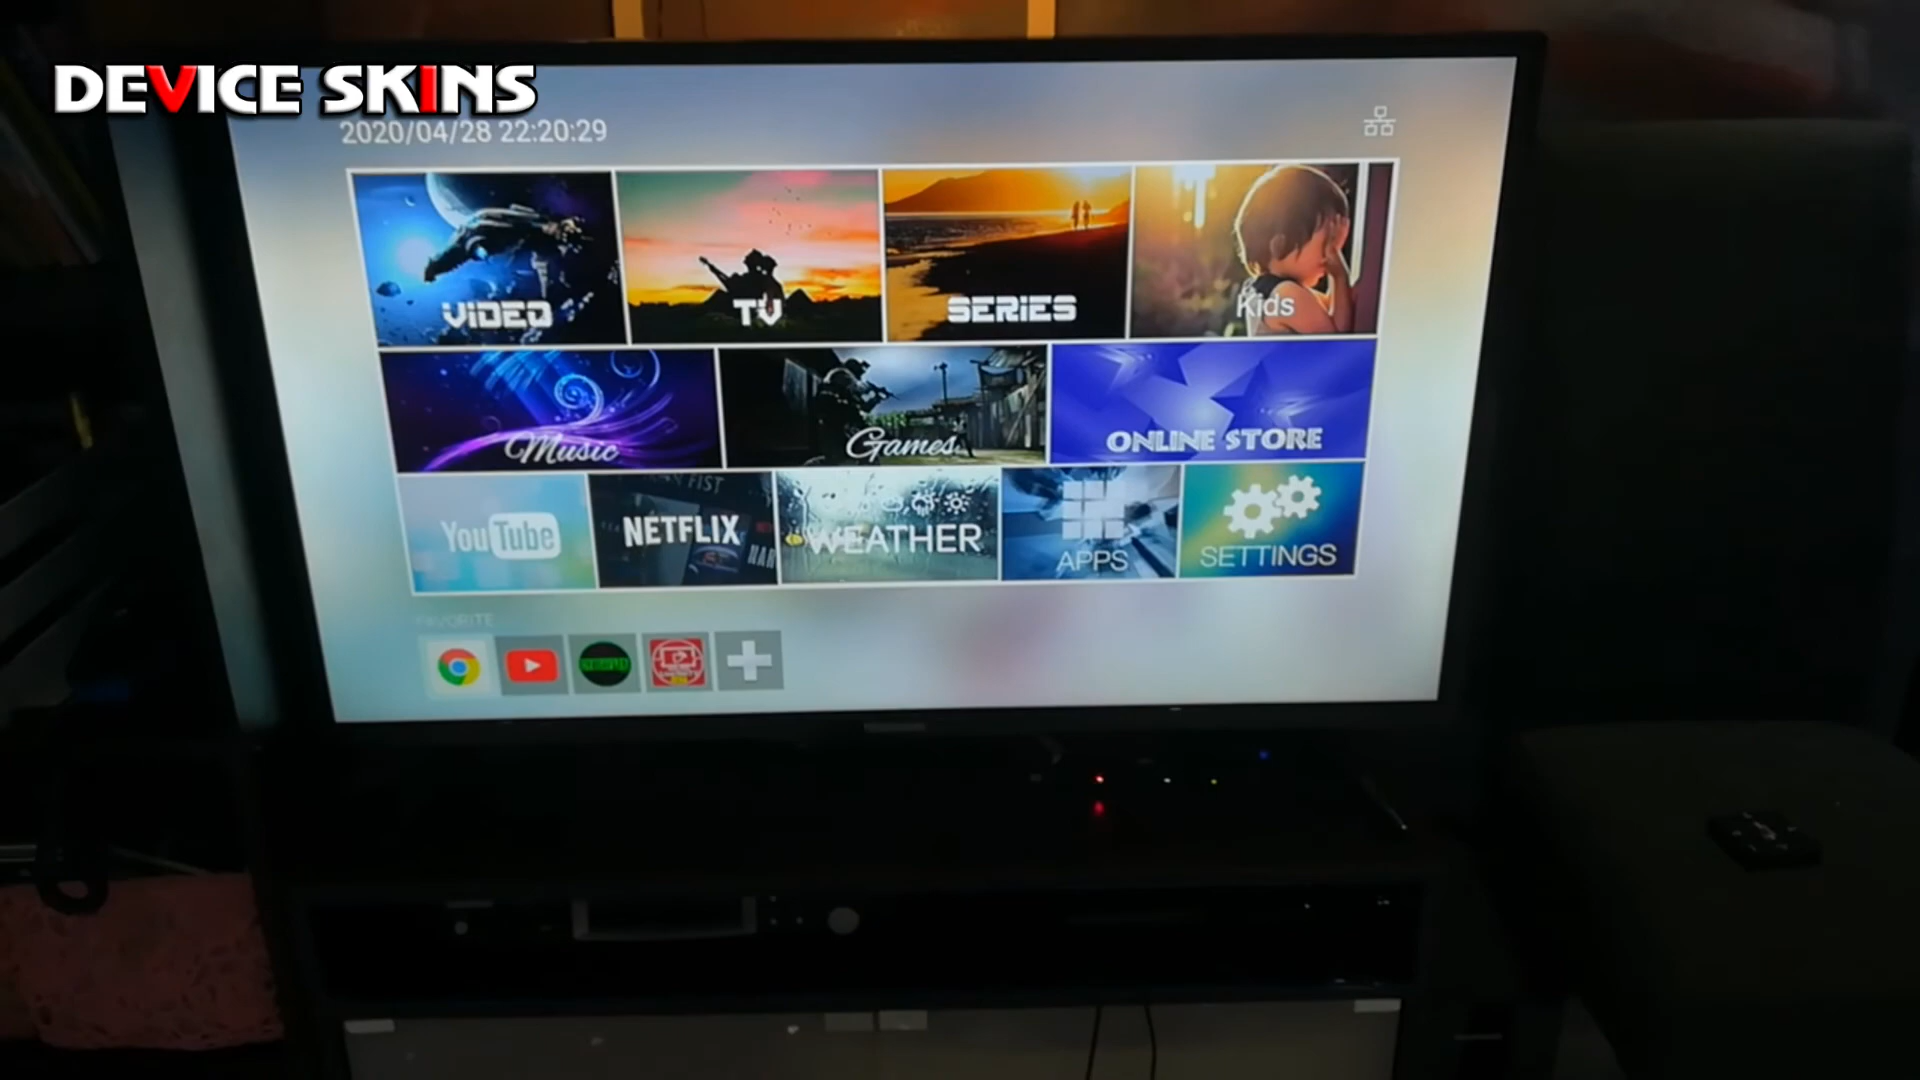 DEVICE SKINS
2020/04/28 22:20:29
VIDEO
TV
SERIES
Kids
Music
Games
ONLINE STORE
YouTube
NETFLIX
WEATHER
APPS
SETTINGS
FAVORITE